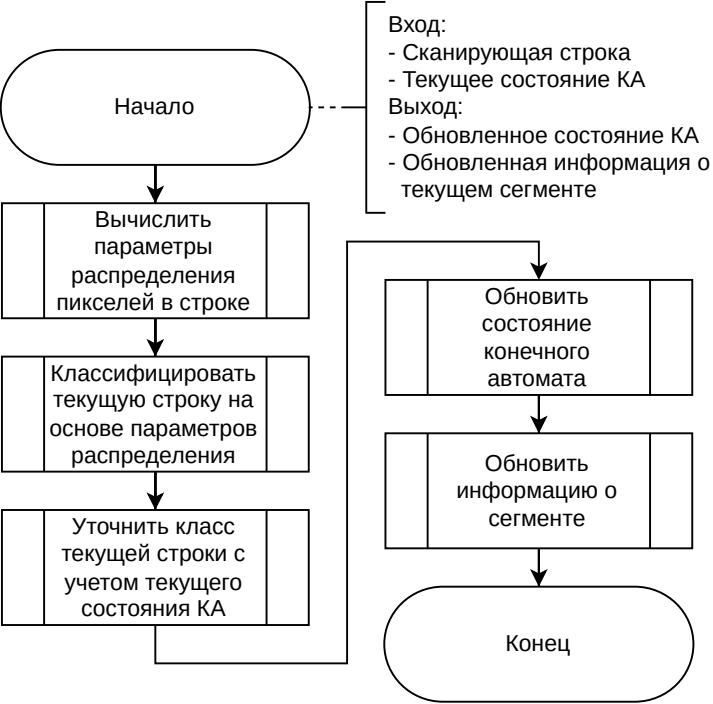 Начало
Вход:
- Сканирующая строка
- Текущее состояние КА
Выход:
- Обновленное состояние КА
- Обновленная информация о
текущем сегменте
Вычислить
параметры
распределения
пикселей в строке
Классифицировать
текущую строку на
основе параметров
распределения
Уточнить класс
текущей строки с
учетом текущего
состояния КА
Обновить
состояние
конечного
автомата
Обновить
информацию о
сегменте
Конец